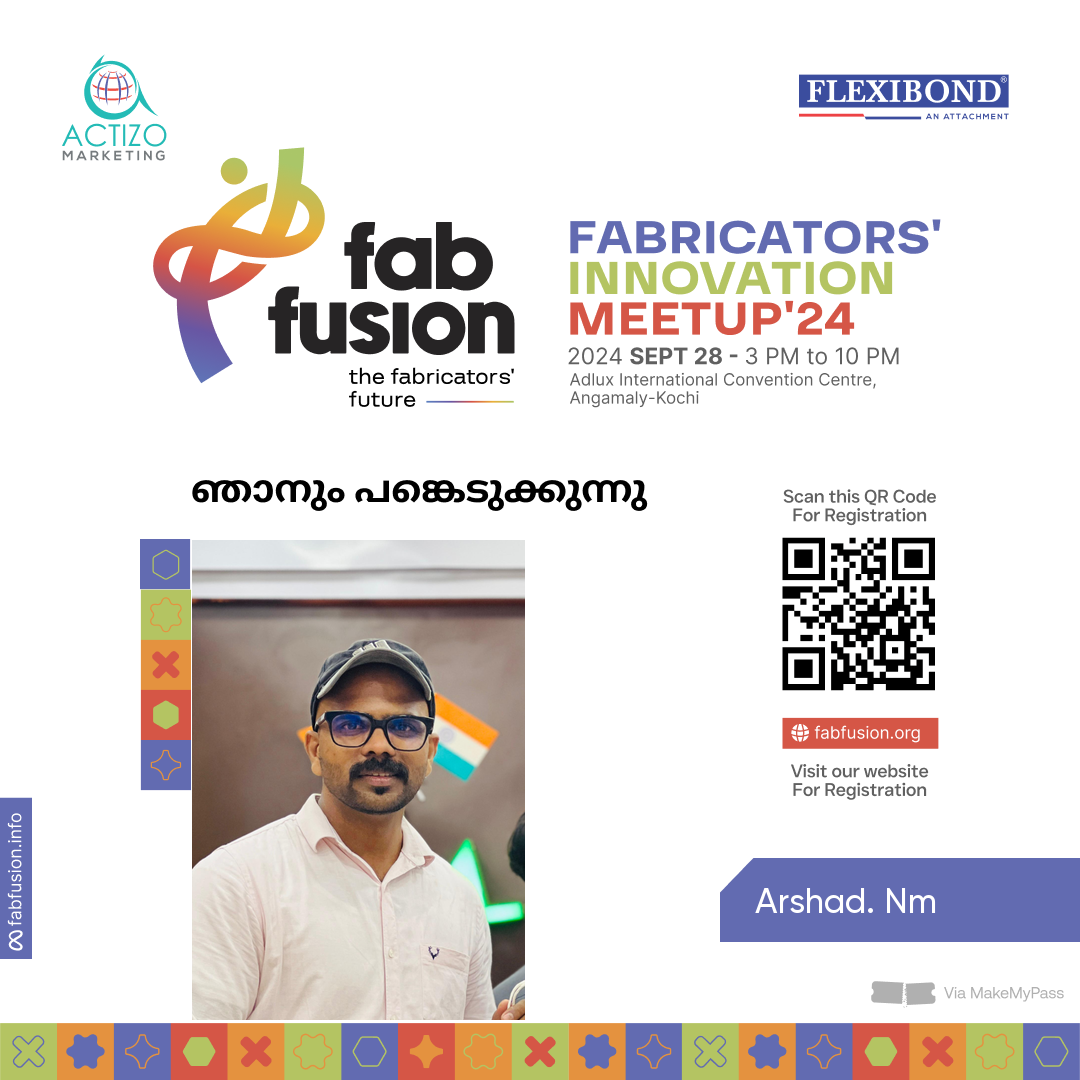 ACTIZO
MARKETING
FLEXIBOND®
AN ATTACHMENT
fab
fusion
the fabricators'
future
FABRICATORS'
INNOVATION
MEETUP'24
2024 SEPT 28 - 3 PM to 10 PM
Adlux International Convention Centre,
Angamaly-Kochi
ഞാനും പങ്കെടുക്കുന്നു
Scan this QR Code
For Registration
fabfusion.org
Visit our website
For Registration
fabfusion.info
Arshad. Nm
Via MakeMyPass